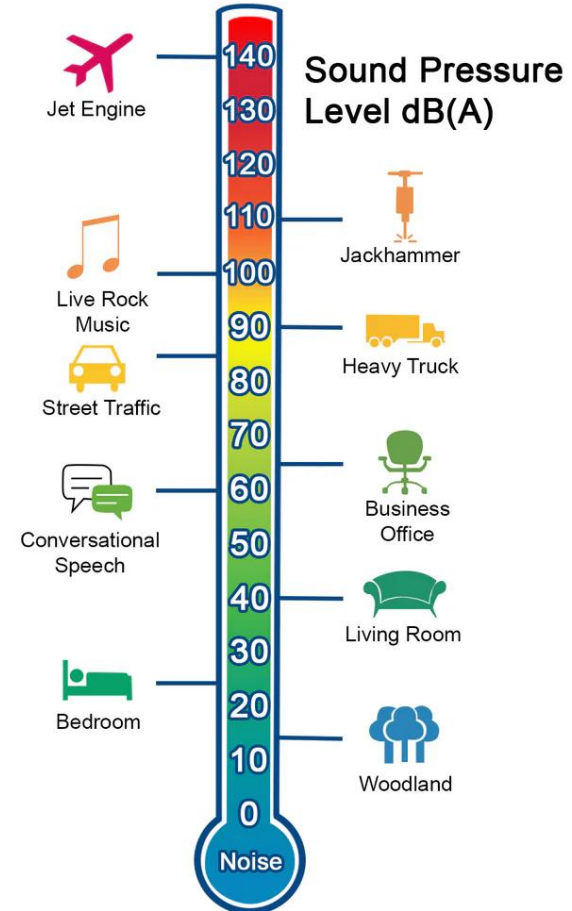 Sound Pressure
Level dB(A)
140
Jet Engine
130
120
110
Jackhammer
100
Live Rock
Music
90
Heavy Truck
Street Traffic
80
70
Business
Office
60
Conversational
Speech
50
40
Living Room
30
Bedroom
20
Woodland
10
0
Noise